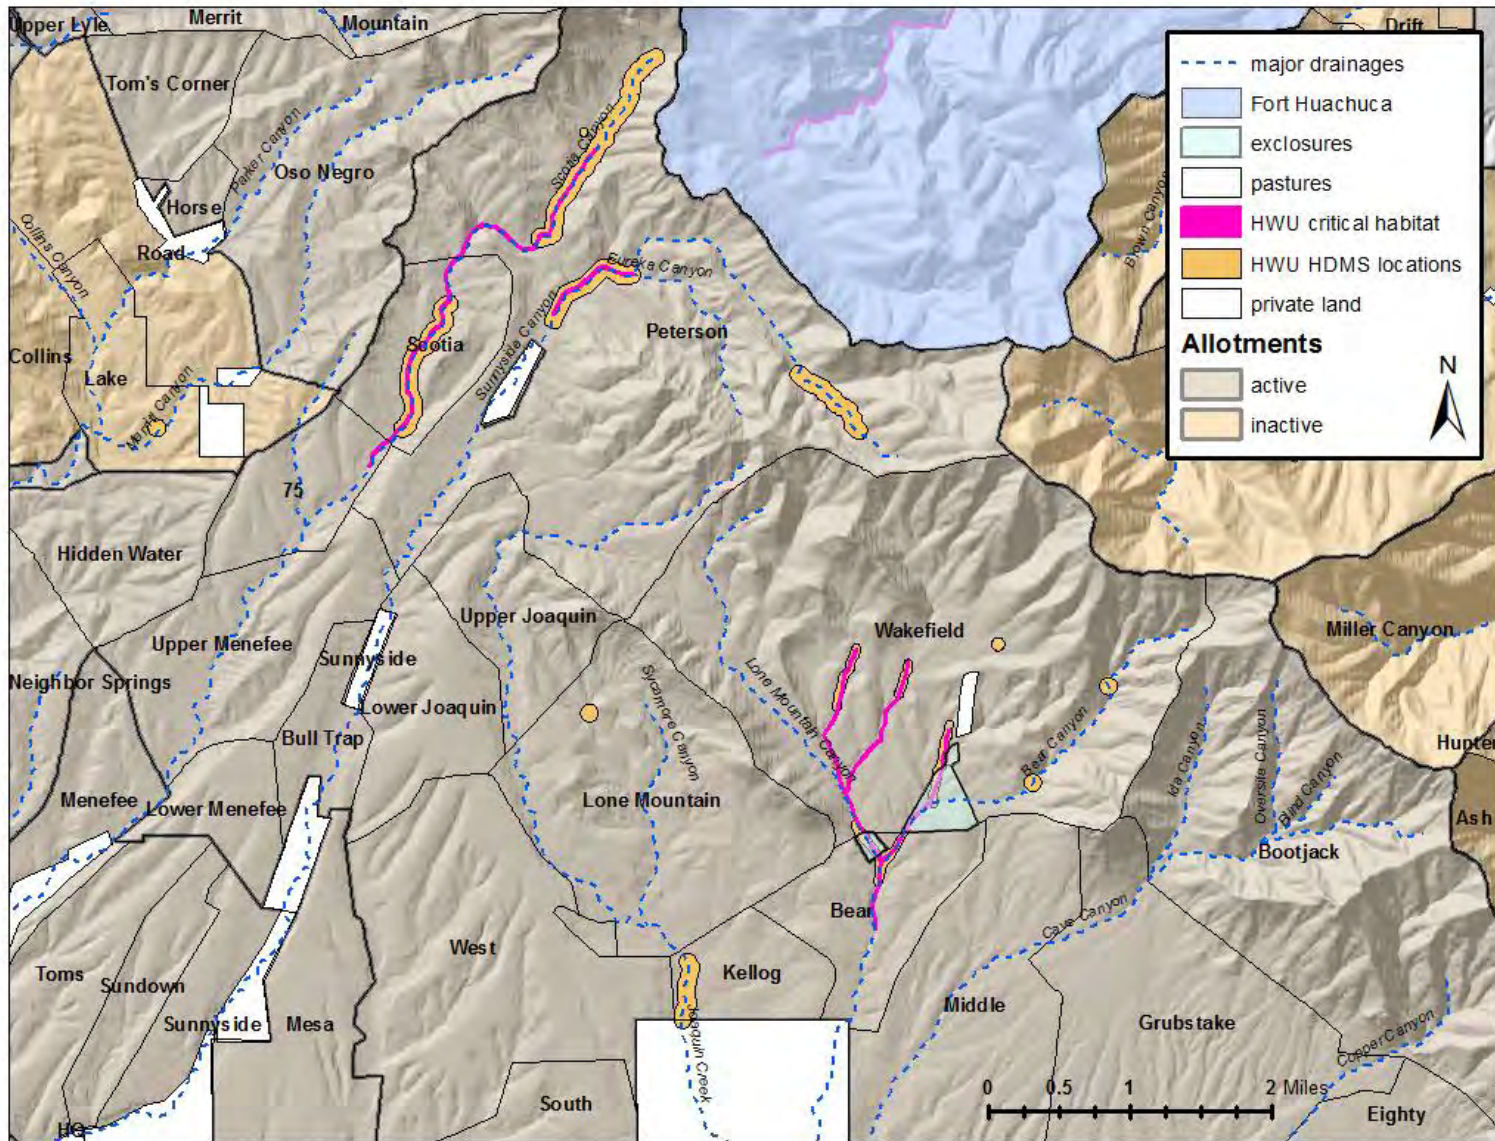 Upper Lyle
Merrit
Mountain
Drift
Tom's Corner
Parker Canyon
Oso Negro
Scotia Canyon
Horse
Road
Collins Canyon
Eureka Canyon
Brown Canyon
Collins
Lake
Scotia
Sunnyside Canyon
Peterson
Merritt Canyon
75
Hidden Water
Upper Joaquin
Wakefield
Miller Canyon
Upper Menefee
Sunnyside
Neighbor Springs
Lower Joaquin
Sycamore Canyon
Lone Mountain Canyon
Bear Canyon
Ida Canyon
Oversite Canyon
Blind Canyon
Hunter
Bull Trap
Menefee
Lower Menefee
Lone Mountain
Ash
Bootjack
Bear
Cave Canyon
West
Kellog
Toms
Sundown
Middle
Sunnyside
Mesa
Grubstake
Joaquin Creek
Copper Canyon
South
Eighty
HQ
major drainages
Fort Huachuca
exclosures
pastures
HWU critical habitat
HWU HDMS locations
private land
Allotments
active
inactive
N
0 0.5 1 2 Miles